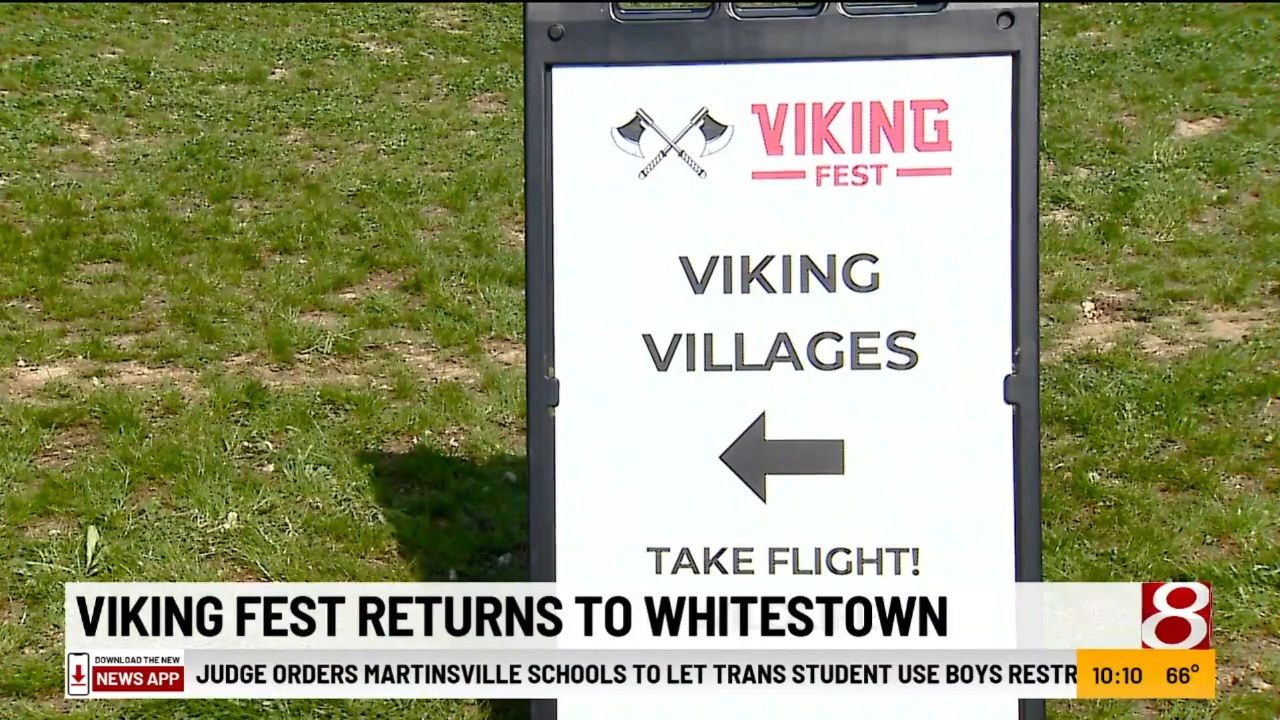 VIKING
FEST
VIKING
VILLAGES
TAKE FLIGHT!
VIKING FEST RETURNS TO WHITESTOWN
8
DOWNLOAD THE NEW
NEWS APP
JUDGE ORDERS MARTINSVILLE SCHOOLS TO LET TRANS STUDENT USE BOYS RESTR
10:10 66°